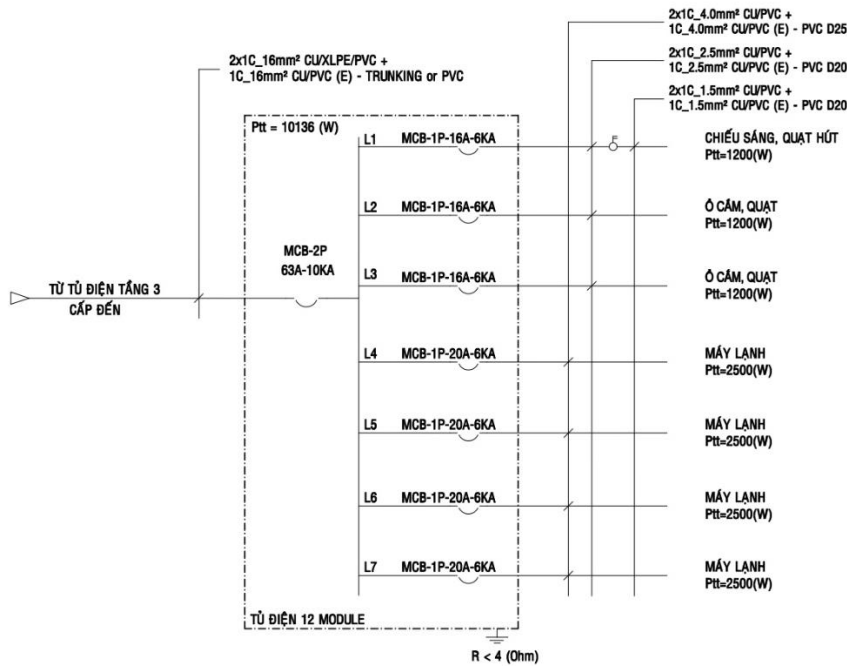 2x1C_4.0mm² CU/PVC +
1C_4.0mm² CU/PVC (E) - PVC D25
2x1C_2.5mm² CU/PVC +
1C_2.5mm² CU/PVC (E) - PVC D20
2x1C_1.5mm² CU/PVC +
1C_1.5mm² CU/PVC (E) - PVC D20
2x1C_16mm² CU/XLPE/PVC +
1C_16mm² CU/PVC (E) - TRUNKING or PVC
Ptt = 10136 (W)
L1 MCB-1P-16A-6KA
CHIẾU SÁNG, QUẠT HÚT
Ptt=1200(W)
L2 MCB-1P-16A-6KA
Ổ CẮM, QUẠT
Ptt=1200(W)
MCB-2P
63A-10KA
L3 MCB-1P-16A-6KA
Ổ CẮM, QUẠT
Ptt=1200(W)
TỪ TỦ ĐIỆN TẦNG 3
CẤP ĐẾN
L4 MCB-1P-20A-6KA
MÁY LẠNH
Ptt=2500(W)
L5 MCB-1P-20A-6KA
MÁY LẠNH
Ptt=2500(W)
L6 MCB-1P-20A-6KA
MÁY LẠNH
Ptt=2500(W)
L7 MCB-1P-20A-6KA
MÁY LẠNH
Ptt=2500(W)
TỦ ĐIỆN 12 MODULE
R < 4 (Ohm)